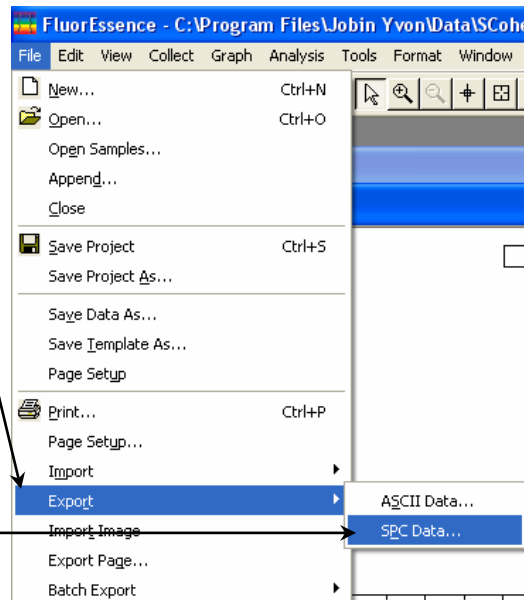 FluorEssence - C:\Program Files\Jobin Yvon\Data\SCohe
File Edit View Collect Graph Analysis Tools Format Window
New... Ctrl+N
Open... Ctrl+O
Open Samples...
Append...
Close
Save Project Ctrl+S
Save Project As...
Save Data As...
Save Template As...
Page Setup
Print... Ctrl+P
Page Setup...
Import
Export
ASCII Data...
SPC Data...
Import Image
Export Page...
Batch Export